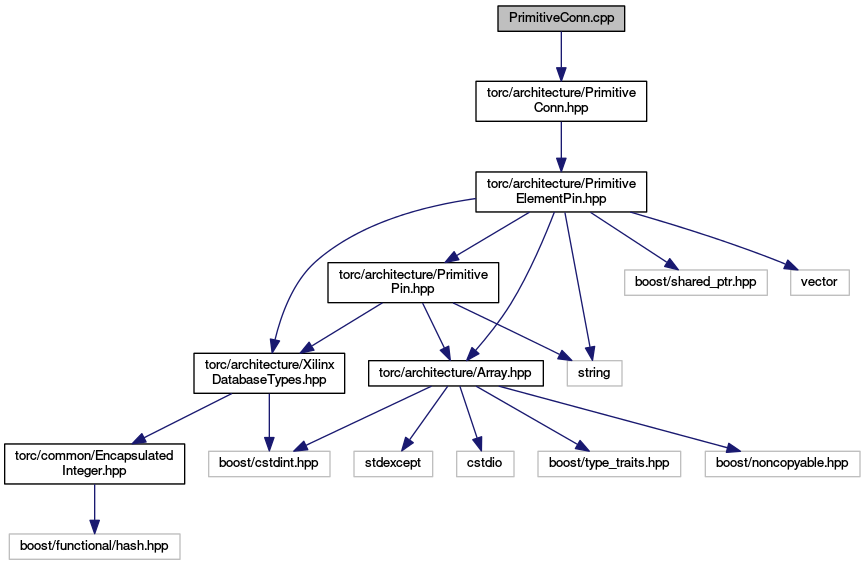 PrimitiveConn.cpp
torc/architecture/Primitive
Conn.hpp
torc/architecture/Primitive
ElementPin.hpp
torc/architecture/Primitive
Pin.hpp
boost/shared_ptr.hpp
vector
torc/architecture/Xilinx
DatabaseTypes.hpp
torc/architecture/Array.hpp
string
torc/common/Encapsulated
Integer.hpp
boost/cstdint.hpp
stdexcept
cstdio
boost/type_traits.hpp
boost/noncopyable.hpp
boost/functional/hash.hpp